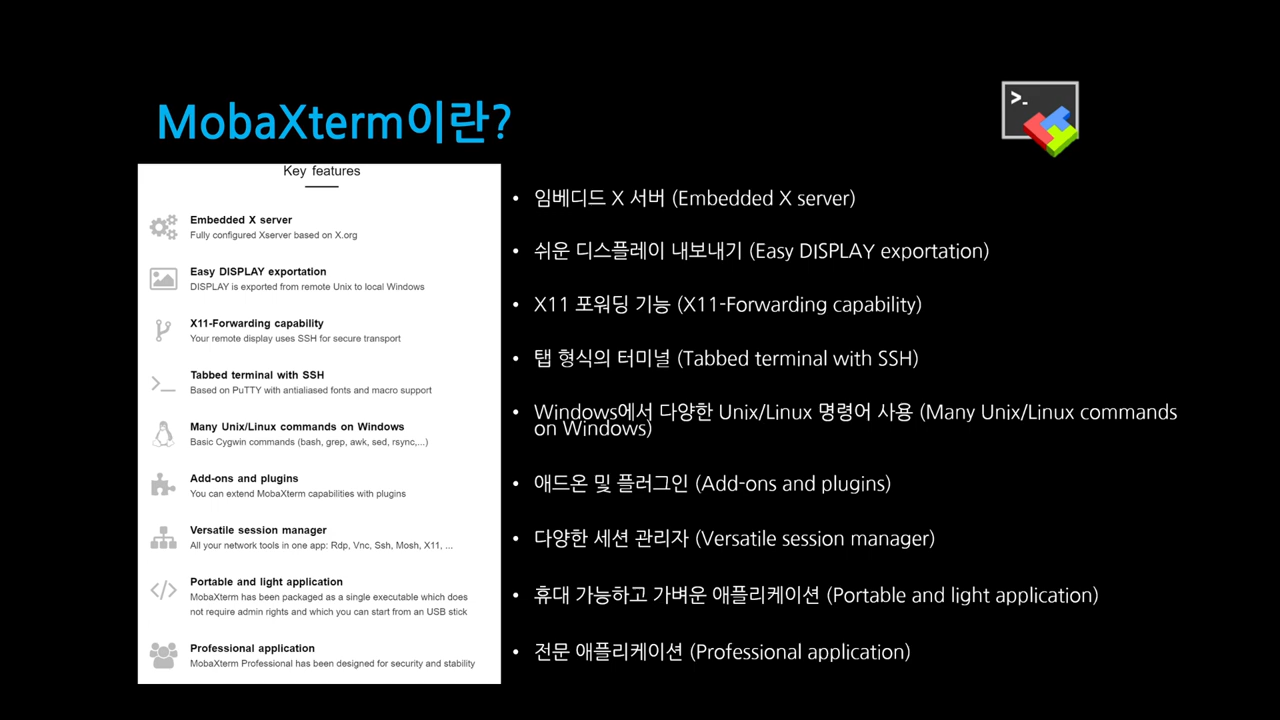 MobaXterm이란?
>_
Key features
Embedded X server
Fully configured Xserver based on X.org
Easy DISPLAY exportation
DISPLAY is exported from remote Unix to local Windows
X11-Forwarding capability
Your remote display uses SSH for secure transport
Tabbed terminal with SSH
Based on PuTTY with antialiased fonts and macro support
Many Unix/Linux commands on Windows
Basic Cygwin commands (bash, grep, awk, sed, rsync,...)
Add-ons and plugins
You can extend MobaXterm capabilities with plugins
Versatile session manager
All your network tools in one app: Rdp, Vnc, Ssh, Mosh, X11, ...
Portable and light application
MobaXterm has been packaged as a single executable which does
not require admin rights and which you can start from an USB stick
Professional application
MobaXterm Professional has been designed for security and stability
• 임베디드 X 서버 (Embedded X server)
• 쉬운 디스플레이 내보내기 (Easy DISPLAY exportation)
• X11 포워딩 기능 (X11-Forwarding capability)
• 탭 형식의 터미널 (Tabbed terminal with SSH)
• Windows에서 다양한 Unix/Linux 명령어 사용 (Many Unix/Linux commands
on Windows)
• 애드온 및 플러그인 (Add-ons and plugins)
• 다양한 세션 관리자 (Versatile session manager)
• 휴대 가능하고 가벼운 애플리케이션 (Portable and light application)
• 전문 애플리케이션 (Professional application)